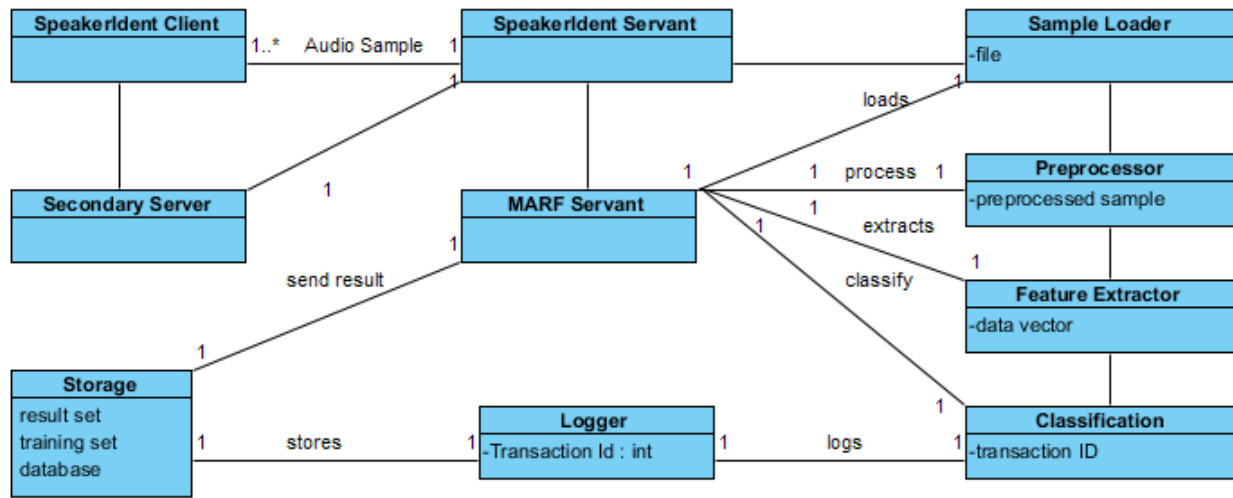 SpeakerIdent Client
SpeakerIdent Servant
Sample Loader
1..* Audio Sample 1
-file
1
1
loads
1 1 process 1
Preprocessor
1
Secondary Server
MARF Servant
-preprocessed sample
1
1 extracts
1
1
send result
classify
Feature Extractor
-data vector
1
Storage
1
Logger
Classification
result set
training set
database
1 stores 1
-Transaction Id : int
1 logs 1
-transaction ID